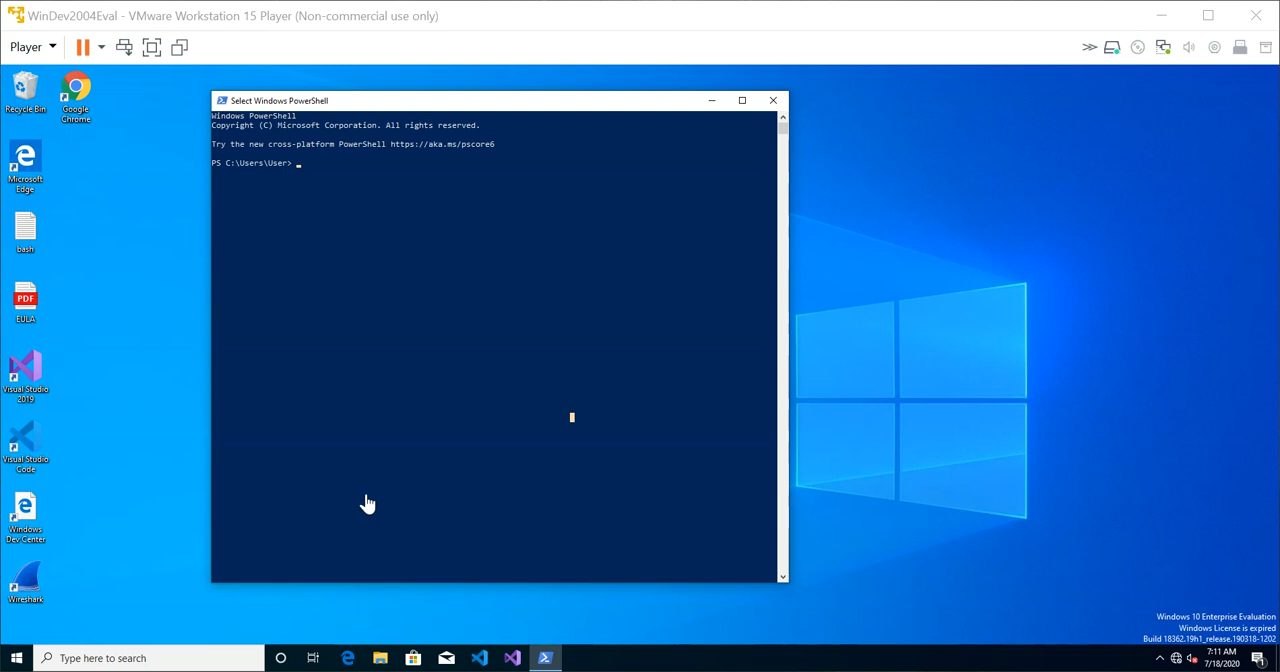 WinDev2004Eval - VMware Workstation 15 Player (Non-commercial use only)
Player
Recycle Bin
Google
Chrome
Microsoft
Edge
bash
PDF
EULA
Visual Studio
2019
Visual Studio
Code
Windows
Dev Center
Wireshark
Select Windows PowerShell
Windows PowerShell
Copyright (C) Microsoft Corporation. All rights reserved.
Try the new cross-platform PowerShell https://aka.ms/pscore6
PS C:\Users\User> _
Windows 10 Enterprise Evaluation
Windows License is expired
Build 18362.19h1_release.190318-1202
Type here to search
7:11 AM
7/18/2020
1